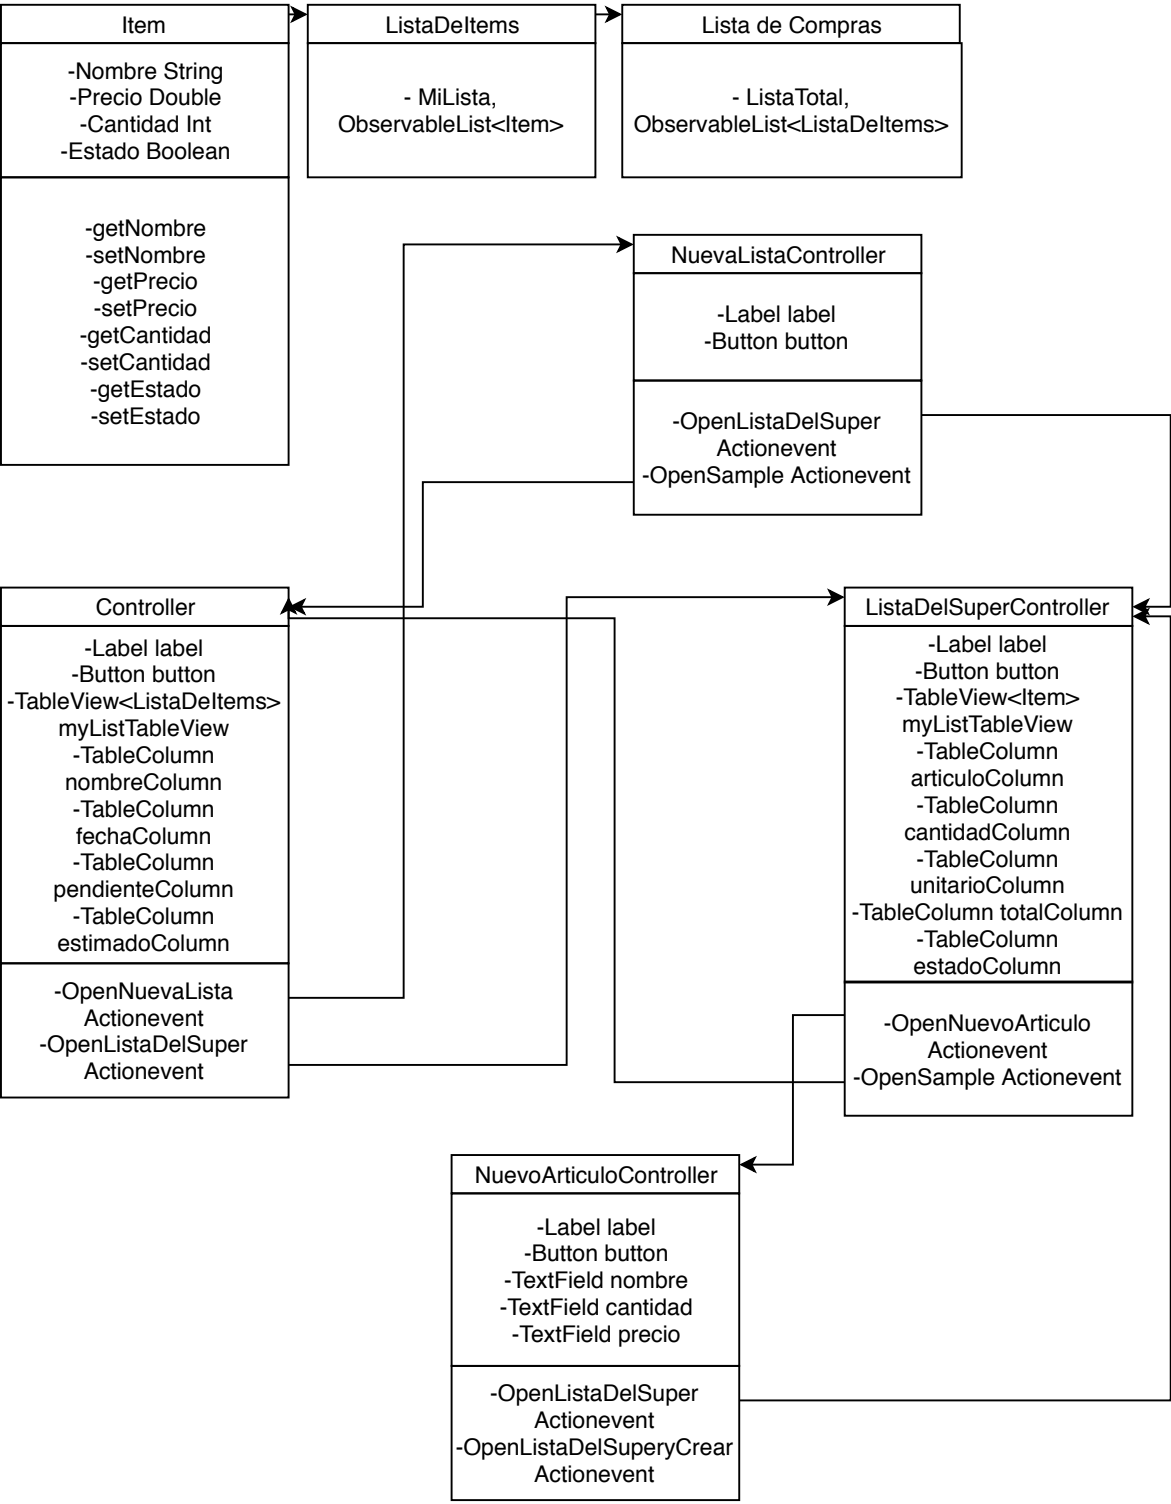 Item
-Nombre String
-Precio Double
-Cantidad Int
-Estado Boolean
-getNombre
-setNombre
-getPrecio
-setPrecio
-getCantidad
-setCantidad
-getEstado
-setEstado
ListaDeItems
- MiLista,
ObservableList<Item>
Lista de Compras
- ListaTotal,
ObservableList<ListaDeItems>
NuevaListaController
-Label label
-Button button
-OpenListaDelSuper
Actionevent
-OpenSample Actionevent
Controller
-Label label
-Button button
-TableView<ListaDeItems>
myListTableView
-TableColumn
nombreColumn
-TableColumn
fechaColumn
-TableColumn
pendienteColumn
-TableColumn
estimadoColumn
-OpenNuevaLista
Actionevent
-OpenListaDelSuper
Actionevent
ListaDelSuperController
-Label label
-Button button
-TableView<Item>
myListTableView
-TableColumn
articuloColumn
-TableColumn
cantidadColumn
-TableColumn
unitarioColumn
-TableColumn totalColumn
-TableColumn
estadoColumn
-OpenNuevoArticulo
Actionevent
-OpenSample Actionevent
NuevoArticuloController
-Label label
-Button button
-TextField nombre
-TextField cantidad
-TextField precio
-OpenListaDelSuper
Actionevent
-OpenListaDelSuperyCrear
Actionevent